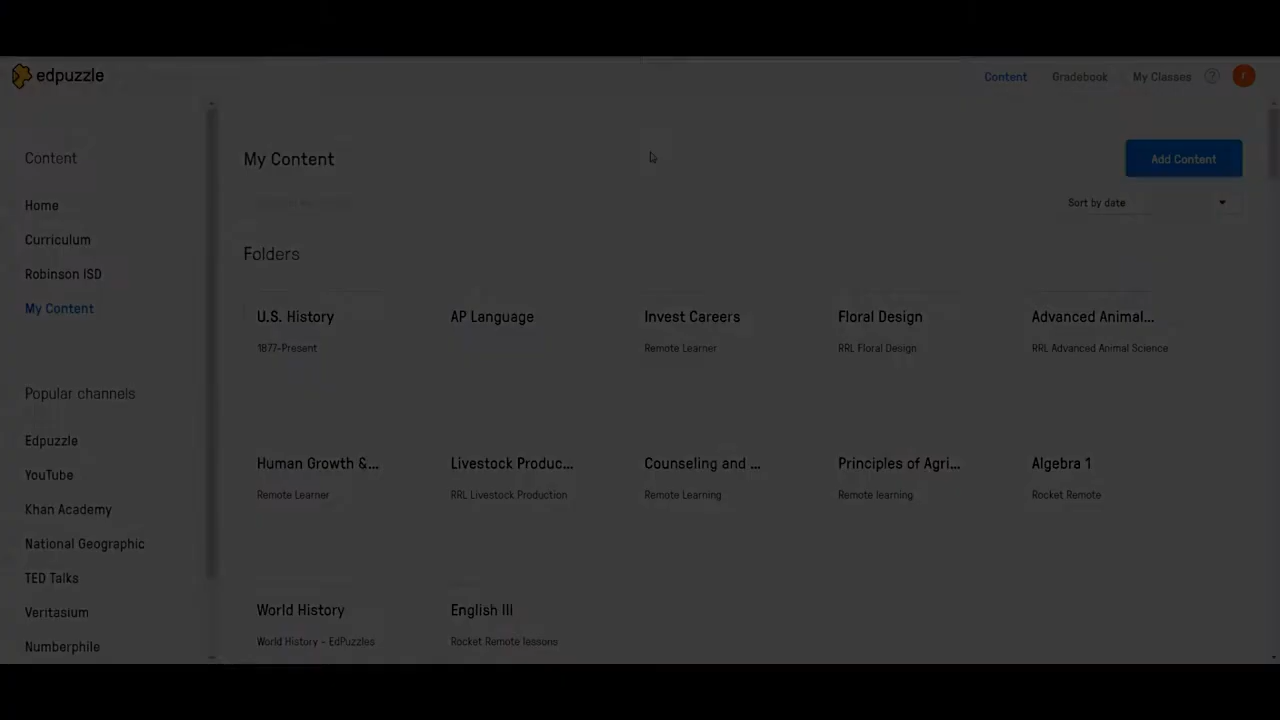 edpuzzle
Content
Gradebook
My Classes
?
Content
Home
Curriculum
Robinson ISD
My Content
Popular channels
Edpuzzle
YouTube
Khan Academy
National Geographic
TED Talks
Veritasium
Numberphile
My Content
Add Content
Sort by date
Folders
U.S. History
1877-Present
AP Language
Invest Careers
Remote Learner
Floral Design
RRL Floral Design
Advanced Animal...
RRL Advanced Animal Science
Human Growth &...
Remote Learner
Livestock Produc...
RRL Livestock Production
Counseling and ...
Remote Learning
Principles of Agri...
Remote learning
Algebra 1
Rocket Remote
World History
World History - EdPuzzles
English III
Rocket Remote lessons